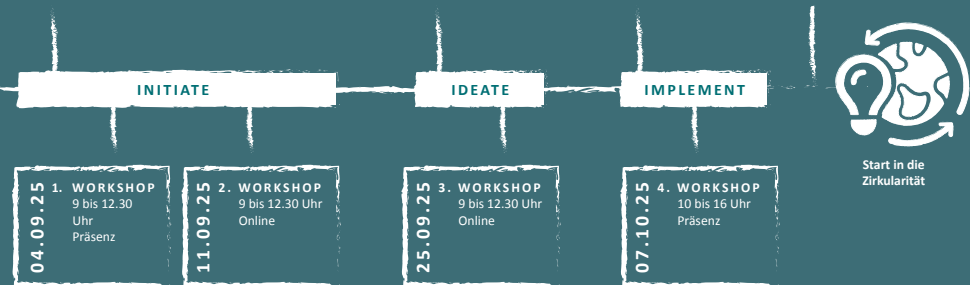 INITIATE
IDEATE
IMPLEMENT
Start in die
Zirkularität
04.09.25
1. WORKSHOP
9 bis 12.30
Uhr
Präsenz
11.09.25
2. WORKSHOP
9 bis 12.30 Uhr
Online
25.09.25
3. WORKSHOP
9 bis 12.30 Uhr
Online
07.10.25
4. WORKSHOP
10 bis 16 Uhr
Präsenz